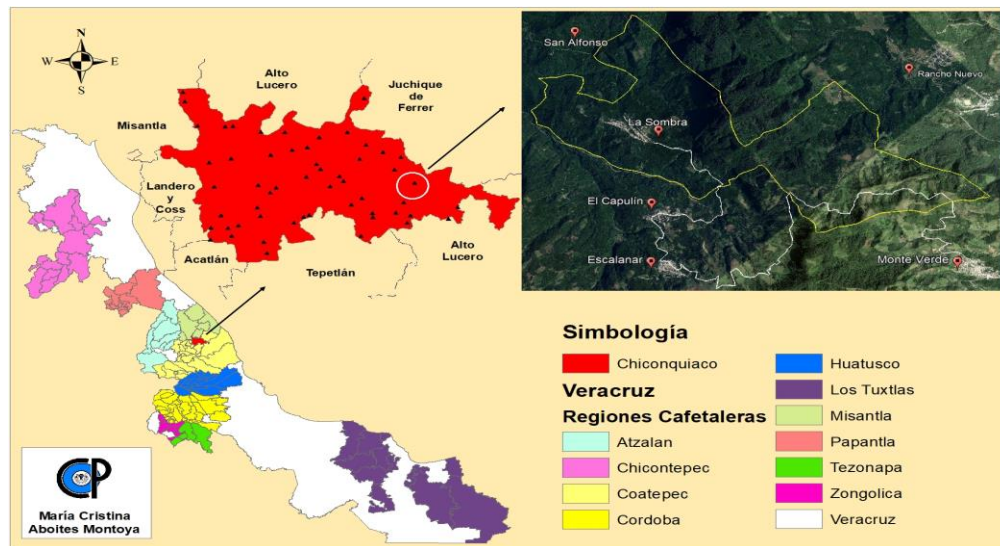 N
W E
S
Alto
Lucero
Juchique
de
Ferrer
Misantla
Landero
y
Coss
Acatlán
Tepetlán
Alto
Lucero
San Alfonso
Rancho Nuevo
La Sombra
El Capulín
Escalanar
Monte Verde
Simbología
Chiconquiaco
Veracruz
Regiones Cafetaleras
Atzalan
Chicontepec
Coatepec
Cordoba
Huatusco
Los Tuxtlas
Misantla
Papantla
Tezonapa
Zongolica
Veracruz
CP
María Cristina
Aboites Montoya